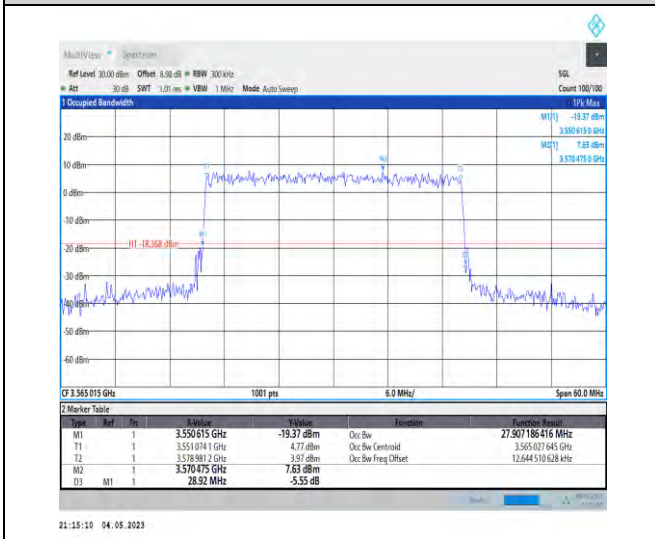 MultiView Spectrum
Ref Level 30.00 dBm Offset 8.98 dB RBW 300 kHz SGL
Att 30 dB SWT 1.01 ms VBW 1 MHz Mode Auto Sweep Count 100/100
1 Occupied Bandwidth 1Pk Max
M1[1] -19.37 dBm
3.550 615 0 GHz
M2[1] 7.63 dBm
3.570 475 0 GHz
20 dBm
10 dBm
0 dBm
-10 dBm
-20 dBm
H1 -18.368 dBm
-30 dBm
-40 dBm
-50 dBm
-60 dBm
CF 3.565 015 GHz 1001 pts 6.0 MHz/ Span 60.0 MHz
2 Marker Table
Type Ref Trc X-Value Y-Value Function Function Result
M1 1 3.550 615 GHz -19.37 dBm Occ Bw 27.907 186 416 MHz
T1 1 3.551 074 1 GHz 4.77 dBm Occ Bw Centroid 3.565 027 645 GHz
T2 1 3.578 981 2 GHz 3.97 dBm Occ Bw Freq Offset 12.644 510 628 kHz
M2 1 3.570 475 GHz 7.63 dBm
D3 M1 1 28.92 MHz -5.55 dB
21:15:10 04.05.2023